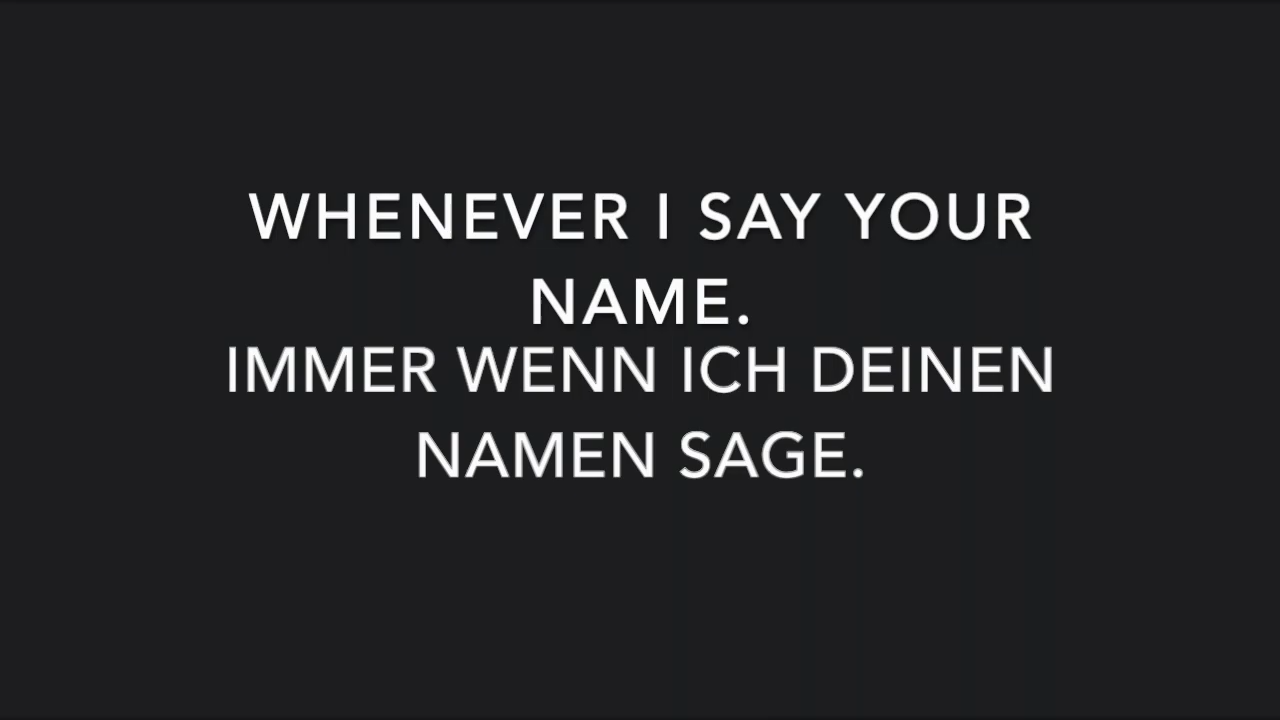 WHENEVER I SAY YOUR
NAME.
IMMER WENN ICH DEINEN
NAMEN SAGE.